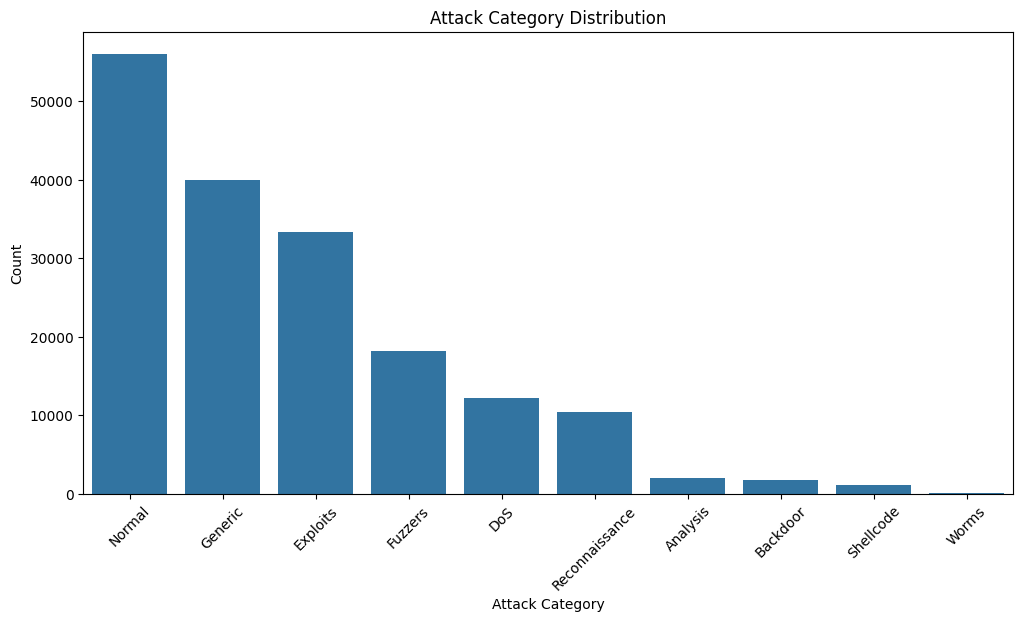 Attack Category Distribution
Count
50000
40000
30000
20000
10000
0
Normal
Generic
Exploits
Fuzzers
DoS
Reconnaissance
Analysis
Backdoor
Shellcode
Worms
Attack Category